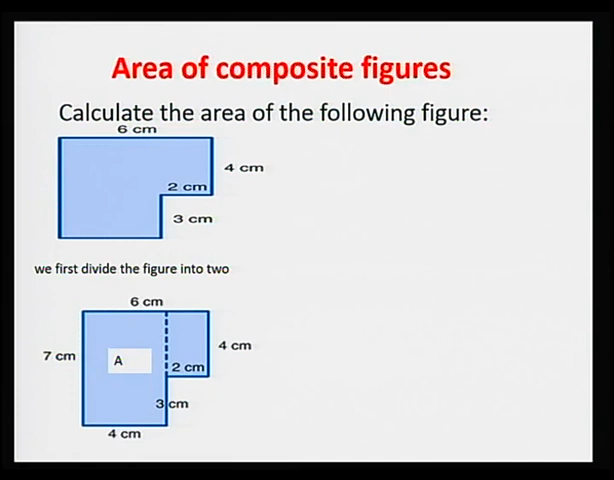 Area of composite figures
Calculate the area of the following figure:
6 cm
4 cm
2 cm
3 cm
we first divide the figure into two
6 cm
4 cm
7 cm
A
2 cm
3 cm
4 cm